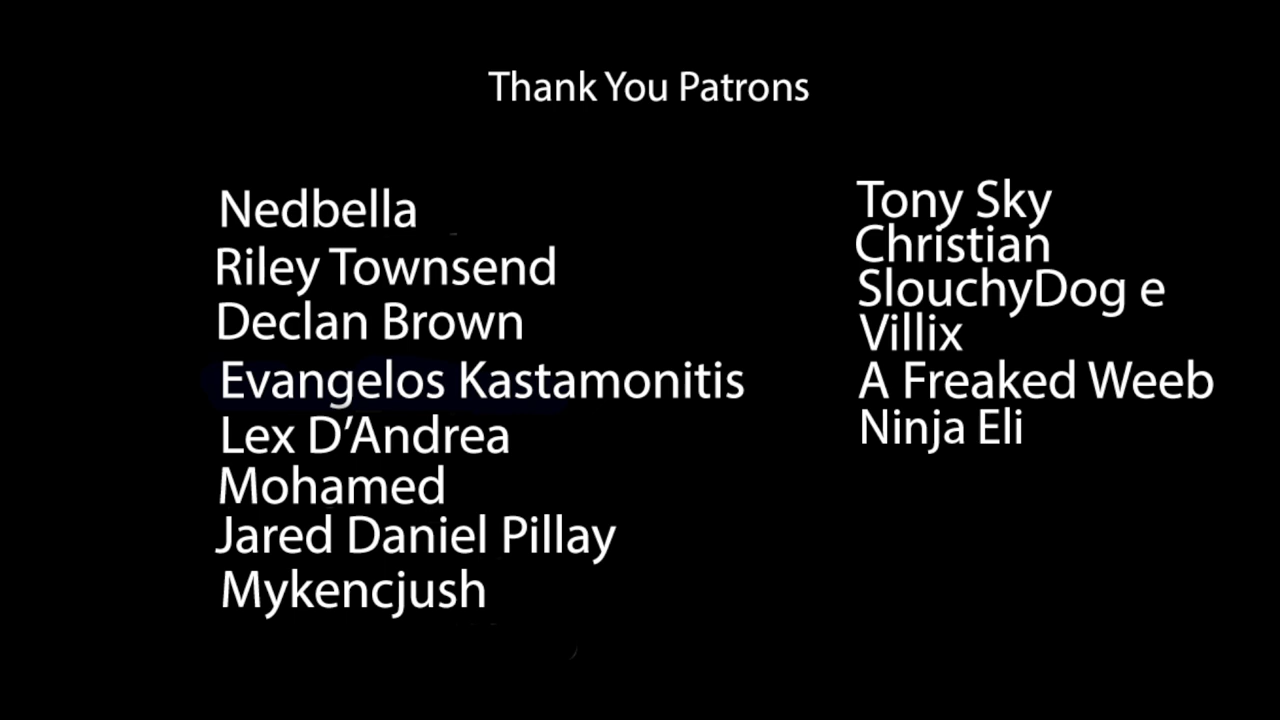 Thank You Patrons
Nedbella
Riley Townsend
Declan Brown
Evangelos Kastamonitis
Lex D’Andrea
Mohamed
Jared Daniel Pillay
Mykencjush
Tony Sky
Christian
SlouchyDog e
Villix
A Freaked Weeb
Ninja Eli